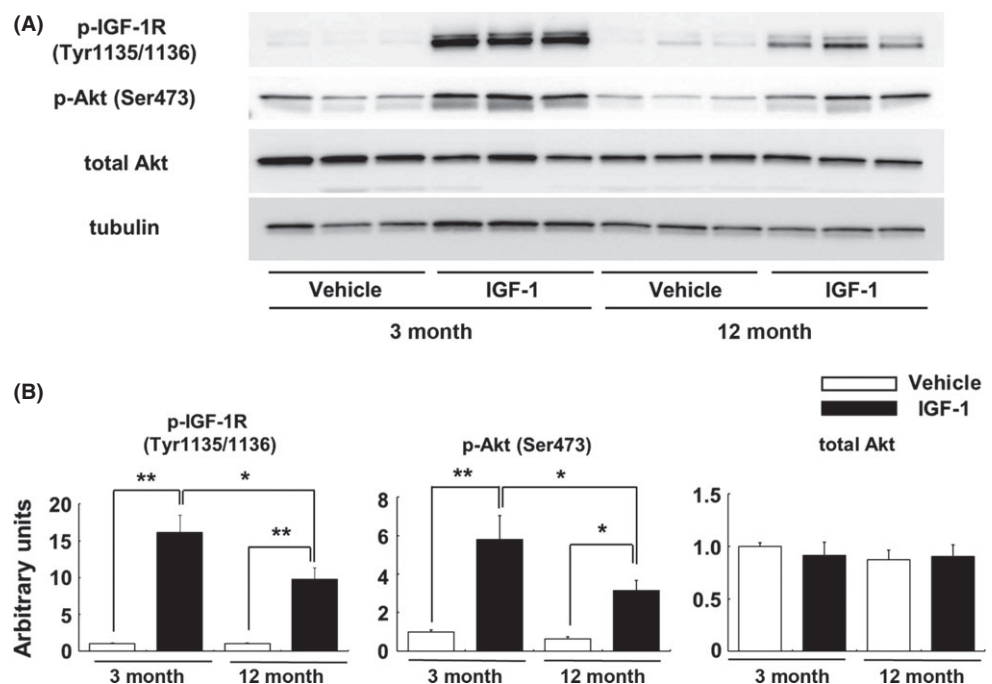 (A)
p-IGF-1R
(Tyr1135/1136)
p-Akt (Ser473)
total Akt
tubulin
Vehicle IGF-1 Vehicle IGF-1
3 month 12 month
(B)
Vehicle
IGF-1
p-IGF-1R
(Tyr1135/1136)
Arbitrary units
20
15
10
5
0
** * **
3 month 12 month
p-Akt (Ser473)
8
6
4
2
0
** * *
3 month 12 month
total Akt
1.5
1.0
0.5
0
3 month 12 month